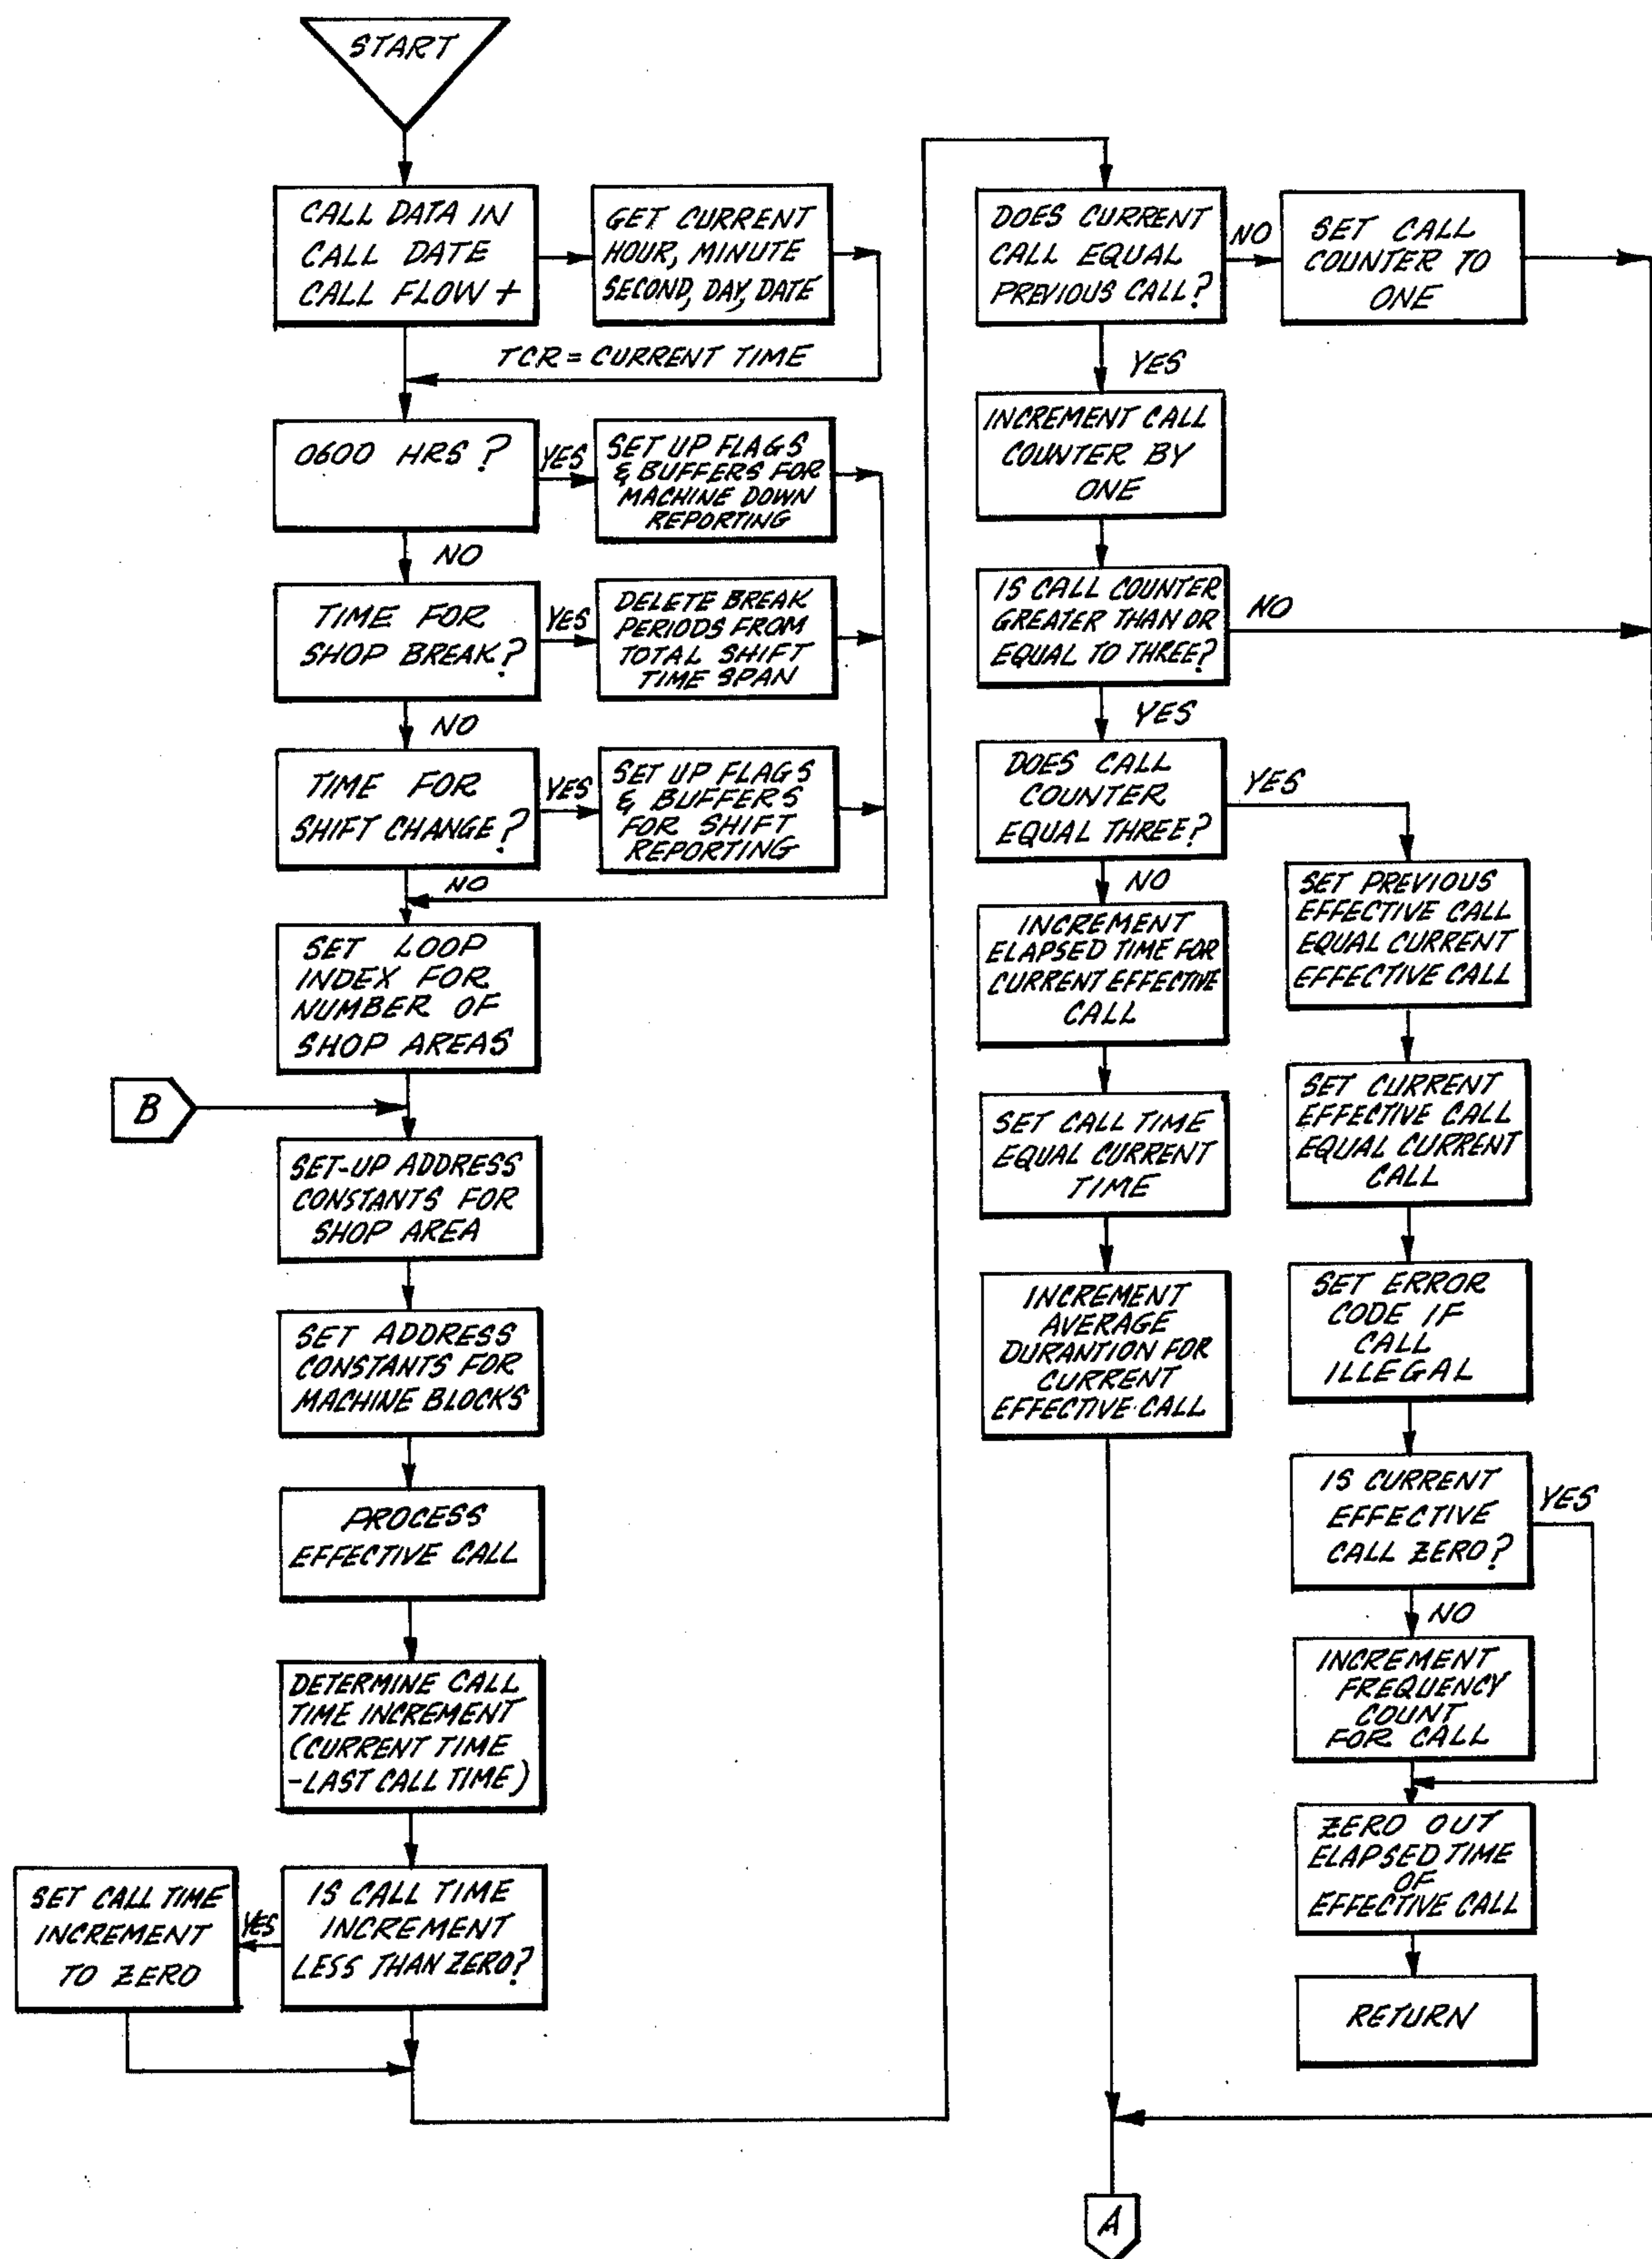 START
CALL DATA IN
CALL DATE
CALL FLOW +
GET CURRENT
HOUR, MINUTE
SECOND, DAY, DATE
TCR = CURRENT TIME
0600 HRS ?
YES
SET UP FLAGS
& BUFFERS FOR
MACHINE DOWN
REPORTING
NO
TIME FOR
SHOP BREAK?
YES
DELETE BREAK
PERIODS FROM
TOTAL SHIFT
TIME SPAN
NO
TIME FOR
SHIFT CHANGE?
YES
SET UP FLAGS
& BUFFERS
FOR SHIFT
REPORTING
NO
SET LOOP
INDEX FOR
NUMBER OF
SHOP AREAS
B
SET-UP ADDRESS
CONSTANTS FOR
SHOP AREA
SET ADDRESS
CONSTANTS FOR
MACHINE BLOCKS
PROCESS
EFFECTIVE CALL
DETERMINE CALL
TIME INCREMENT
(CURRENT TIME
-LAST CALL TIME)
IS CALL TIME
INCREMENT
LESS THAN ZERO?
YES
SET CALL TIME
INCREMENT
TO ZERO
DOES CURRENT
CALL EQUAL
PREVIOUS CALL?
NO
SET CALL
COUNTER TO
ONE
YES
INCREMENT CALL
COUNTER BY
ONE
IS CALL COUNTER
GREATER THAN OR
EQUAL TO THREE?
NO
YES
DOES CALL
COUNTER
EQUAL THREE?
YES
NO
INCREMENT
ELAPSED TIME FOR
CURRENT EFFECTIVE
CALL
SET CALL TIME
EQUAL CURRENT
TIME
INCREMENT
AVERAGE
DURANTION FOR
CURRENT
EFFECTIVE CALL
SET PREVIOUS
EFFECTIVE CALL
EQUAL CURRENT
EFFECTIVE CALL
SET CURRENT
EFFECTIVE CALL
EQUAL CURRENT
CALL
SET ERROR
CODE IF
CALL
ILLEGAL
IS CURRENT
EFFECTIVE
CALL ZERO?
YES
NO
INCREMENT
FREQUENCY
COUNT
FOR CALL
ZERO OUT
ELAPSED TIME
OF
EFFECTIVE CALL
RETURN
A